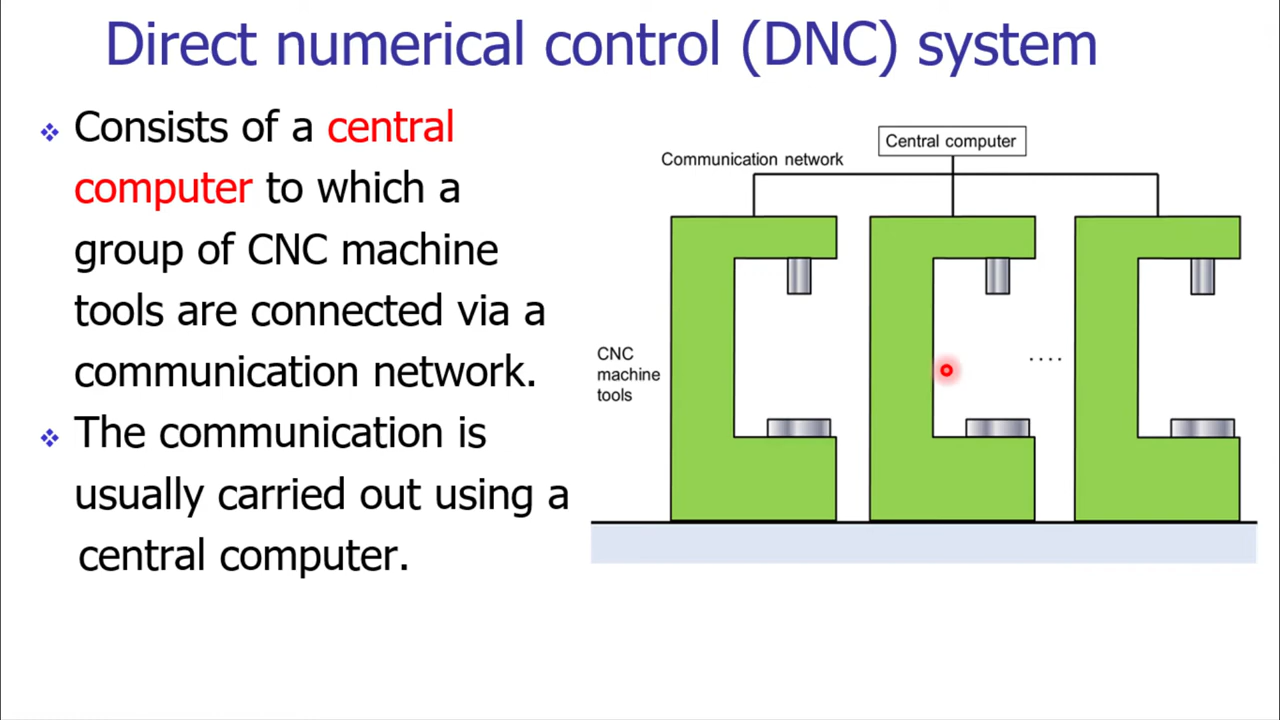 Direct numerical control (DNC) system
Consists of a central
computer to which a
group of CNC machine
tools are connected via a
communication network.
The communication is
usually carried out using a
central computer.
Central computer
Communication network
CNC
machine
tools
....